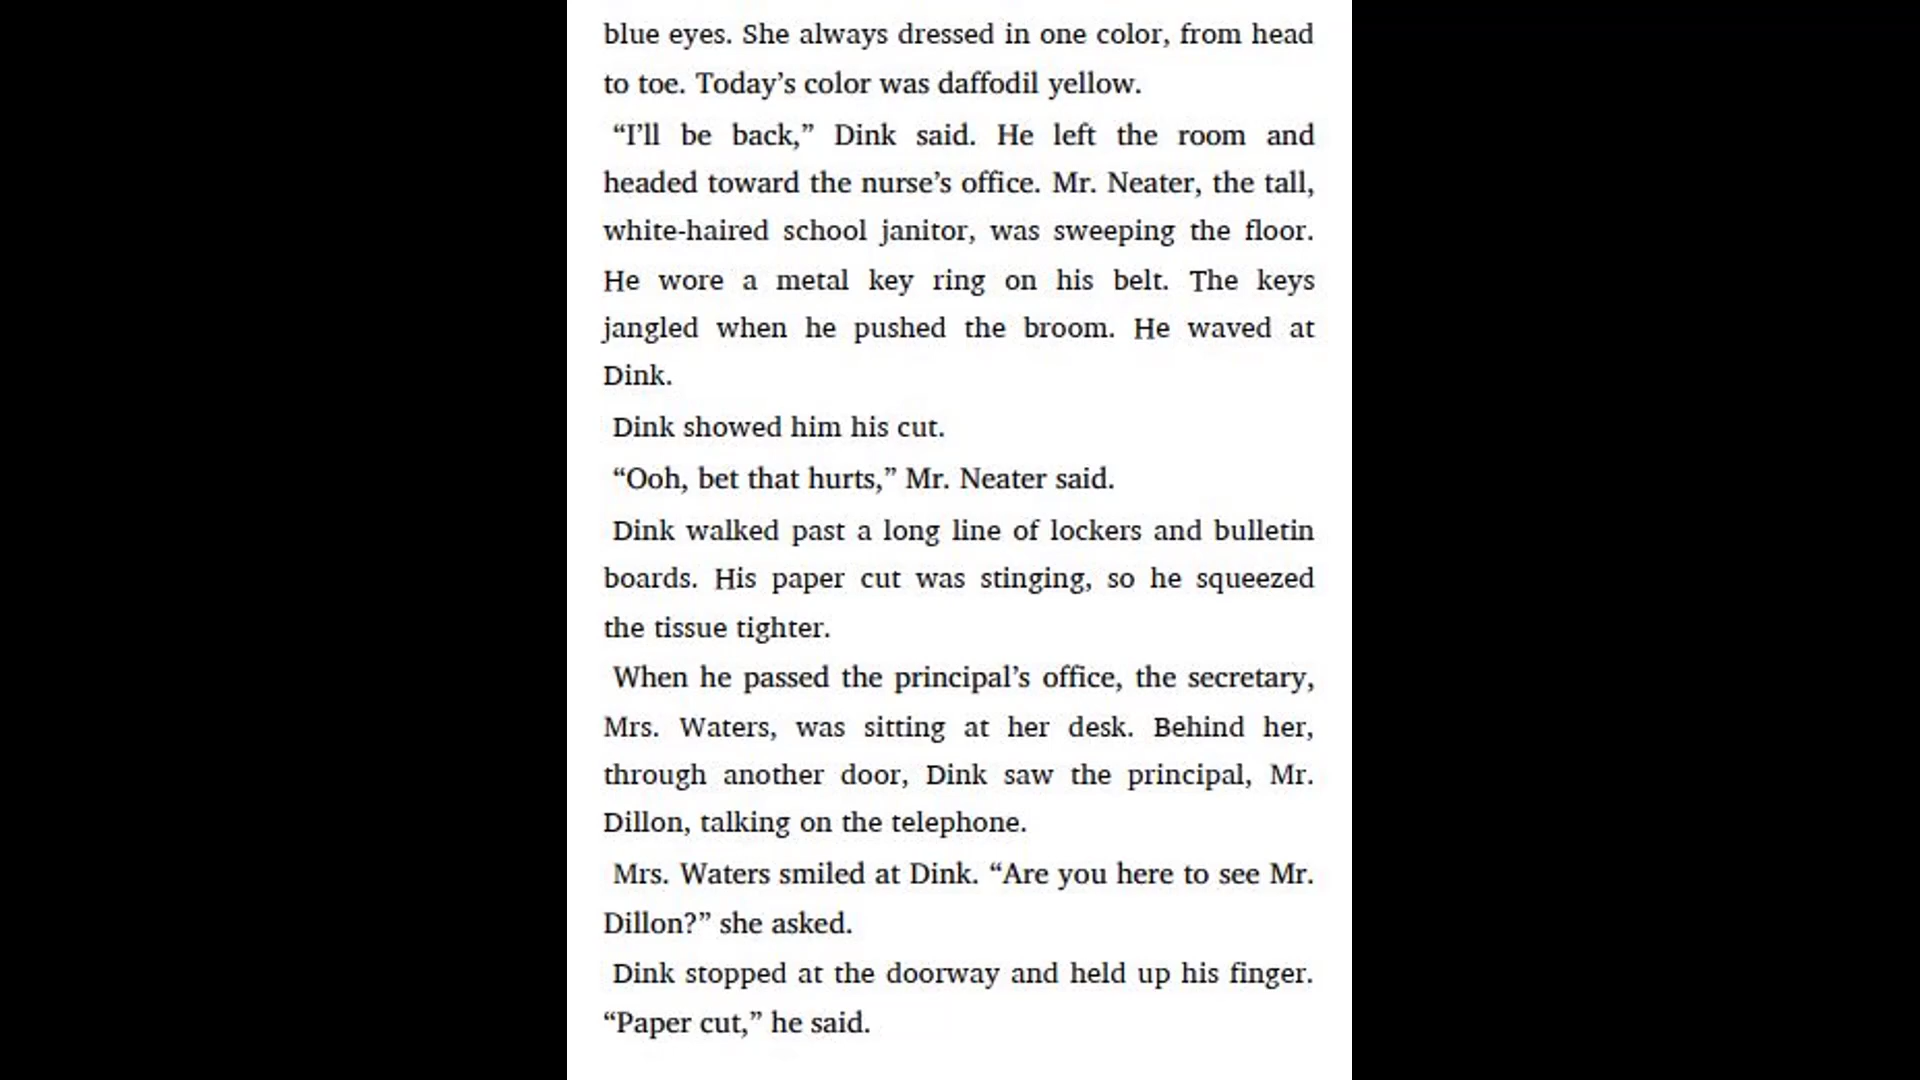 blue eyes. She always dressed in one color, from head
to toe. Today’s color was daffodil yellow.
“I’ll be back,” Dink said. He left the room and
headed toward the nurse’s office. Mr. Neater, the tall,
white-haired school janitor, was sweeping the floor.
He wore a metal key ring on his belt. The keys
jangled when he pushed the broom. He waved at
Dink.
Dink showed him his cut.
“Ooh, bet that hurts,” Mr. Neater said.
Dink walked past a long line of lockers and bulletin
boards. His paper cut was stinging, so he squeezed
the tissue tighter.
When he passed the principal’s office, the secretary,
Mrs. Waters, was sitting at her desk. Behind her,
through another door, Dink saw the principal, Mr.
Dillon, talking on the telephone.
Mrs. Waters smiled at Dink. “Are you here to see Mr.
Dillon?” she asked.
Dink stopped at the doorway and held up his finger.
“Paper cut,” he said.